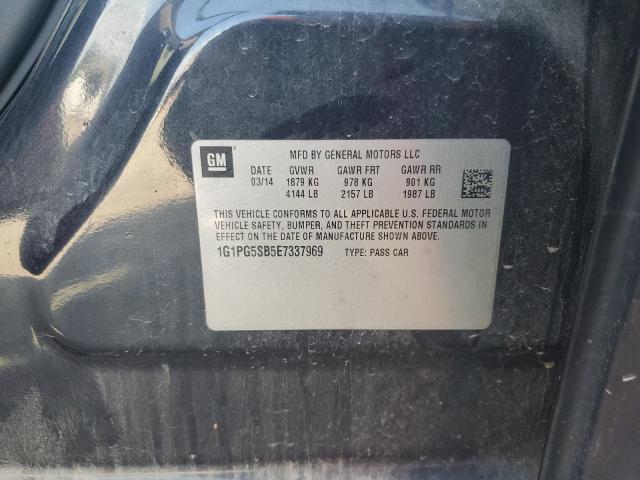 GM
MFD BY GENERAL MOTORS LLC
DATE GVWR GAWR FRT GAWR RR
03/14 1879 KG 978 KG 901 KG
4144 LB 2157 LB 1987 LB
THIS VEHICLE CONFORMS TO ALL APPLICABLE U.S. FEDERAL MOTOR
VEHICLE SAFETY, BUMPER, AND THEFT PREVENTION STANDARDS IN
EFFECT ON THE DATE OF MANUFACTURE SHOWN ABOVE.
1G1PG5SB5E7337969 TYPE: PASS CAR